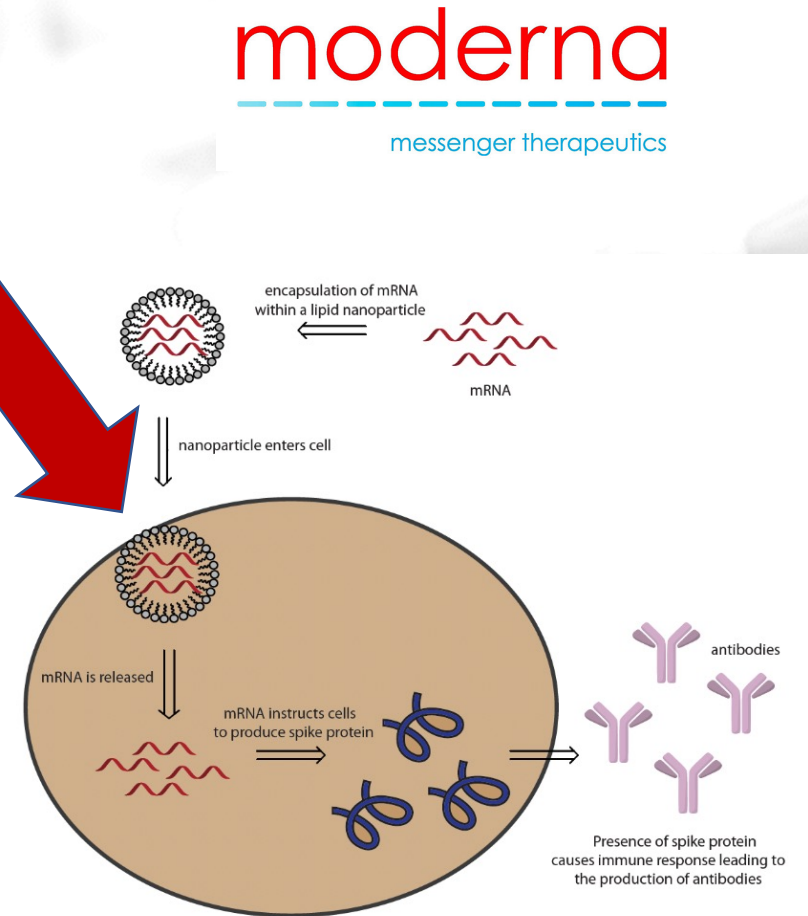 moderna
messenger therapeutics
encapsulation of mRNA
within a lipid nanoparticle
mRNA
nanoparticle enters cell
mRNA is released
mRNA instructs cells
to produce spike protein
antibodies
Presence of spike protein
causes immune response leading to
the production of antibodies